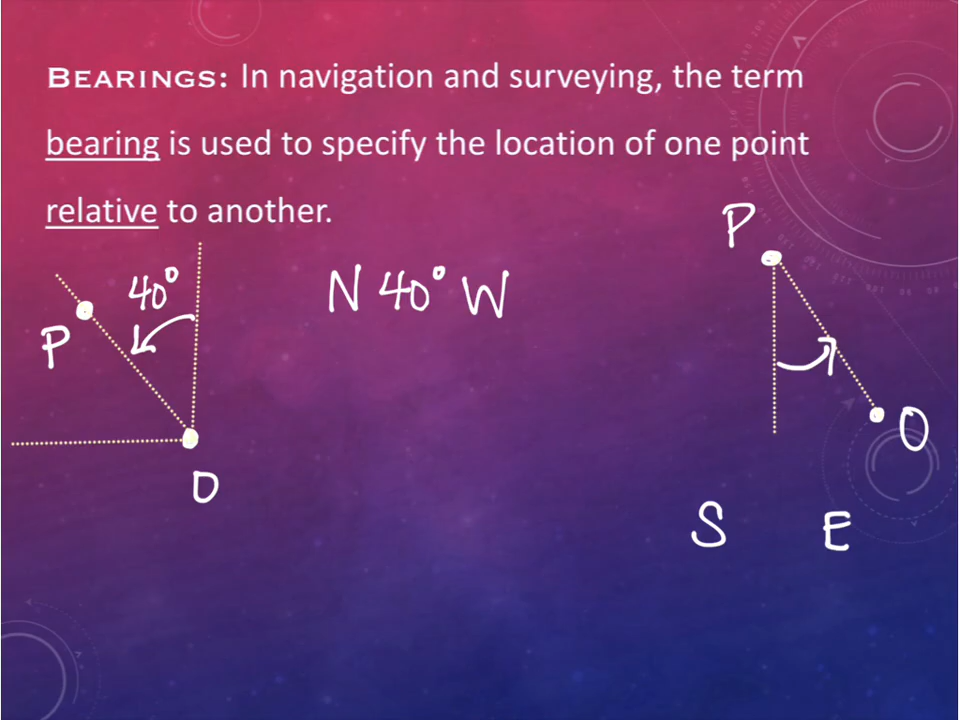 BEARINGS: In navigation and surveying, the term
bearing is used to specify the location of one point
relative to another.
P
40°
N 40° W
P
P
O
O
S E